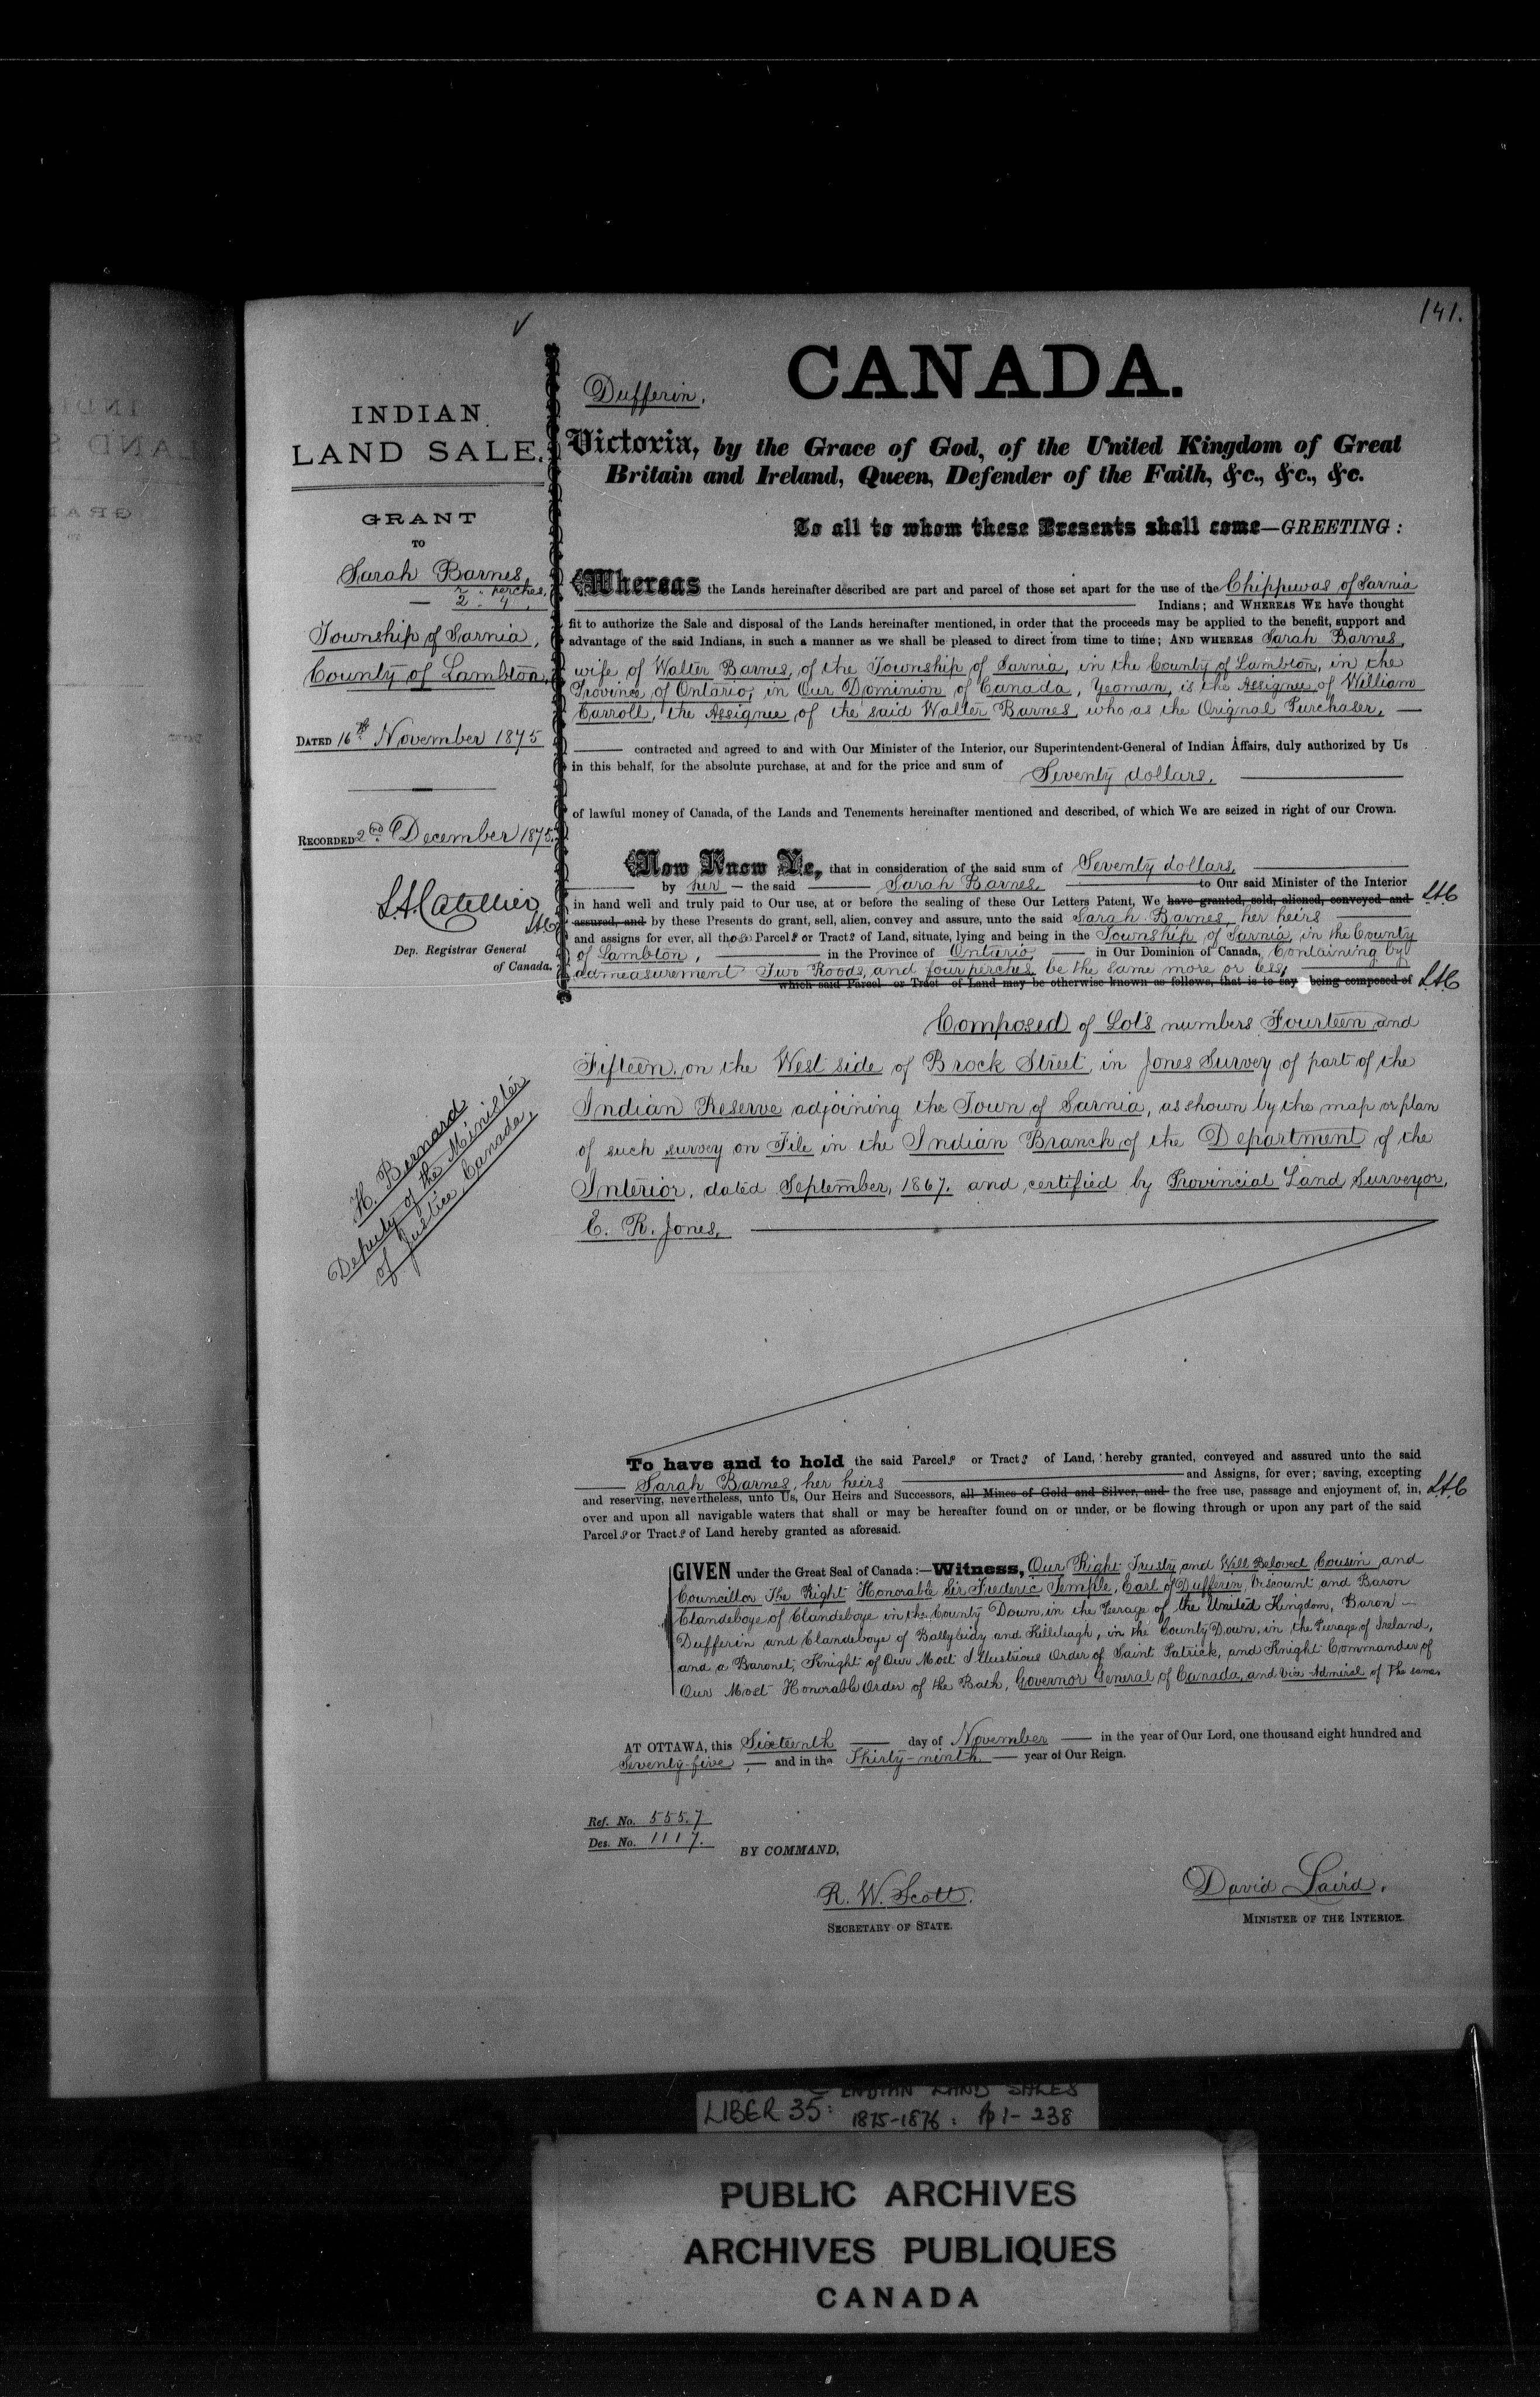 141.
CANADA.
Dufferin.
INDIAN
LAND SALE.
GRANT
TO
Sarah Barnes,
r. perches,
2. 4.
Township of Sarnia,
County of Lambton,
DATED 16th November 1875
RECORDED 2nd December 1875.
L.A. Catellier
LAC
Dep. Registrar General
of Canada.
H. Bernard
Deputy of the Minister
of Justice, Canada,
Victoria, by the Grace of God, of the United Kingdom of Great
Britain and Ireland, Queen, Defender of the Faith, &c., &c., &c.
To all to whom these Presents shall come—GREETING:
Whereas the Lands hereinafter described are part and parcel of those set apart for the use of the Chippewas of Sarnia
Indians; and WHEREAS WE have thought
fit to authorize the Sale and disposal of the Lands hereinafter mentioned, in order that the proceeds may be applied to the benefit, support and
advantage of the said Indians, in such a manner as we shall be pleased to direct from time to time; AND WHEREAS Sarah Barnes,
wife of Walter Barnes, of the Township of Sarnia, in the County of Lambton, in the
Province of Ontario, in Our Dominion of Canada, Yeoman, is the Assignee of William
Carroll, the Assignee of the said Walter Barnes, who as the Orignal Purchaser, —
contracted and agreed to and with Our Minister of the Interior, our Superintendent-General of Indian Affairs, duly authorized by Us
in this behalf, for the absolute purchase, at and for the price and sum of Seventy dollars,
of lawful money of Canada, of the Lands and Tenements hereinafter mentioned and described, of which We are seized in right of our Crown.
Now Know Ye, that in consideration of the said sum of Seventy dollars,
by her — the said Sarah Barnes to Our said Minister of the Interior
in hand well and truly paid to Our use, at or before the sealing of these Our Letters Patent, We have granted, sold, aliened, conveyed and LAC
assured, and by these Presents do grant, sell, alien, convey and assure, unto the said Sarah Barnes, her heirs
and assigns for ever, all those Parcels or Tracts of Land, situate, lying and being in the Township of Sarnia, in the County
of Lambton, in the Province of Ontario, in Our Dominion of Canada, Containing by
admeasurement Two Roods, and four perches be the same more or less,
which said Parcel or Tract of Land may be otherwise known as follows, that is to say being composed of LAC
Composed of Lots numbers Fourteen and
Fifteen, on the West side of Brock Street, in Jones Survey of part of the
Indian Reserve adjoining the Town of Sarnia, as shown by the map or plan
of such survey on File in the Indian Branch of the Department of the
Interior, dated September, 1867. and certified by Provincial Land Surveyor,
E. R. Jones,
To have and to hold the said Parcels or Tracts of Land, hereby granted, conveyed and assured unto the said
Sarah Barnes, her heirs and Assigns, for ever; saving, excepting
and reserving, nevertheless, unto Us, Our Heirs and Successors, all Mines of Gold and Silver, and the free use, passage and enjoyment of, in, LAC
over and upon all navigable waters that shall or may be hereafter found on or under, or be flowing through or upon any part of the said
Parcels or Tracts of Land hereby granted as aforesaid.
GIVEN under the Great Seal of Canada:—Witness, Our Right Trusty and Well Beloved Cousin and
Councillor The Right Honorable Sir Frederic Temple, Earl of Dufferin, Viscount and Baron
Clandeboye of Clandeboye in the County Down, in the Peerage of the United Kingdom, Baron —
Dufferin and Clandeboye of Ballyleidy and Killileagh, in the County Down, in the Peerage of Ireland,
and a Baronet, Knight of Our Most Illustrious Order of Saint Patrick, and Knight Commander of
Our Most Honorable Order of the Bath, Governor General of Canada, and Vice Admiral of the same.
AT OTTAWA, this Sixteenth day of November in the year of Our Lord, one thousand eight hundred and
Seventy-five, — and in the Thirty-ninth — year of Our Reign.
Ref. No. 5557
Des. No. 1117.
BY COMMAND,
R. W. Scott.
SECRETARY OF STATE.
David Laird.
MINISTER OF THE INTERIOR.
INDIAN LAND SALES
LIBER 35: 1875-1876: Pp 1-238
PUBLIC ARCHIVES
ARCHIVES PUBLIQUES
CANADA